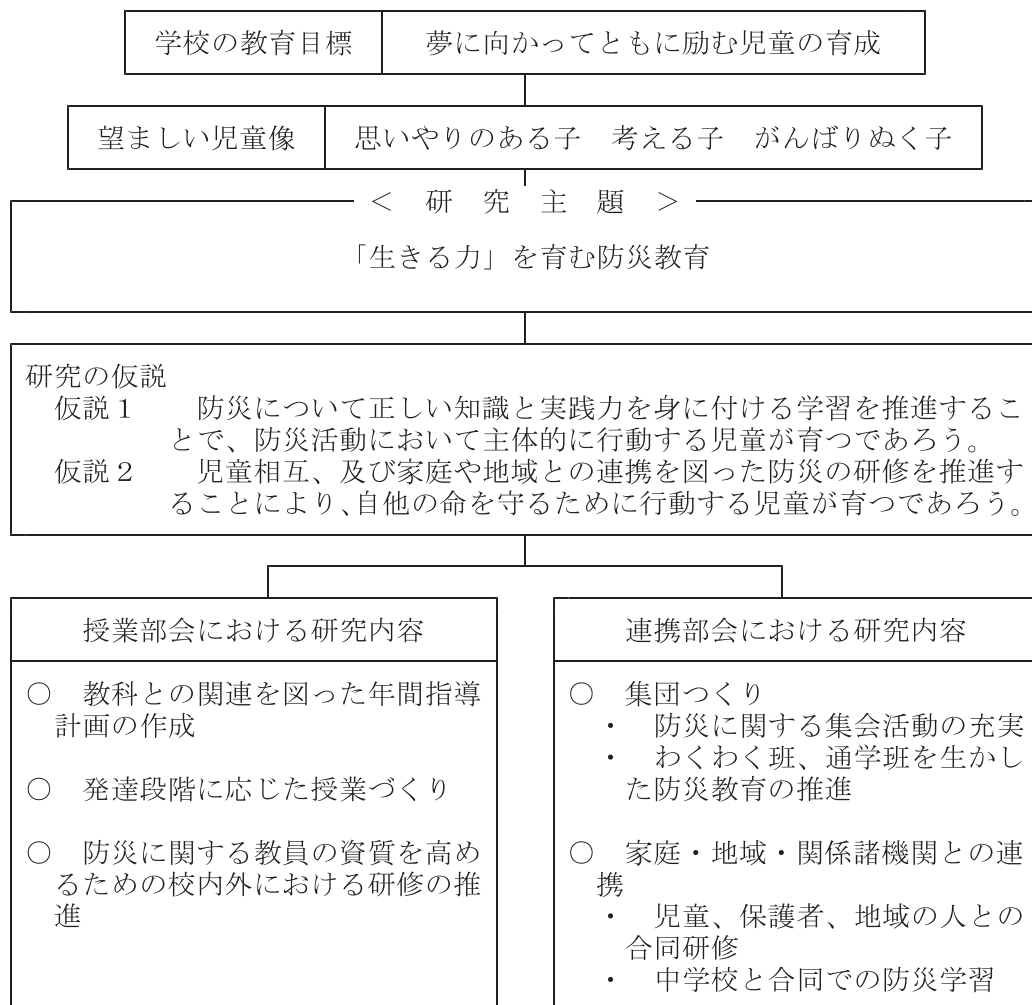 学校の教育目標　夢に向かってともに励む児童の育成
望ましい児童像　思いやりのある子　考える子　がんばりぬく子
＜　研　究　主　題　＞
「生きる力」を育む防災教育
研究の仮説
仮説１　防災について正しい知識と実践力を身に付ける学習を推進するこ
とで、防災活動において主体的に行動する児童が育つであろう。
仮説２　児童相互、及び家庭や地域との連携を図った防災の研修を推進す
ることにより、自他の命を守るために行動する児童が育つであろう。
授業部会における研究内容
○　教科との関連を図った年間指導
計画の作成
○　発達段階に応じた授業づくり
○　防災に関する教員の資質を高め
るための校内外における研修の推
進
連携部会における研究内容
○　集団つくり
・　防災に関する集会活動の充実
・　わくわく班、通学班を生かし
た防災教育の推進
○　家庭・地域・関係諸機関との連
携
・　児童、保護者、地域の人との
合同研修
・　中学校と合同での防災学習